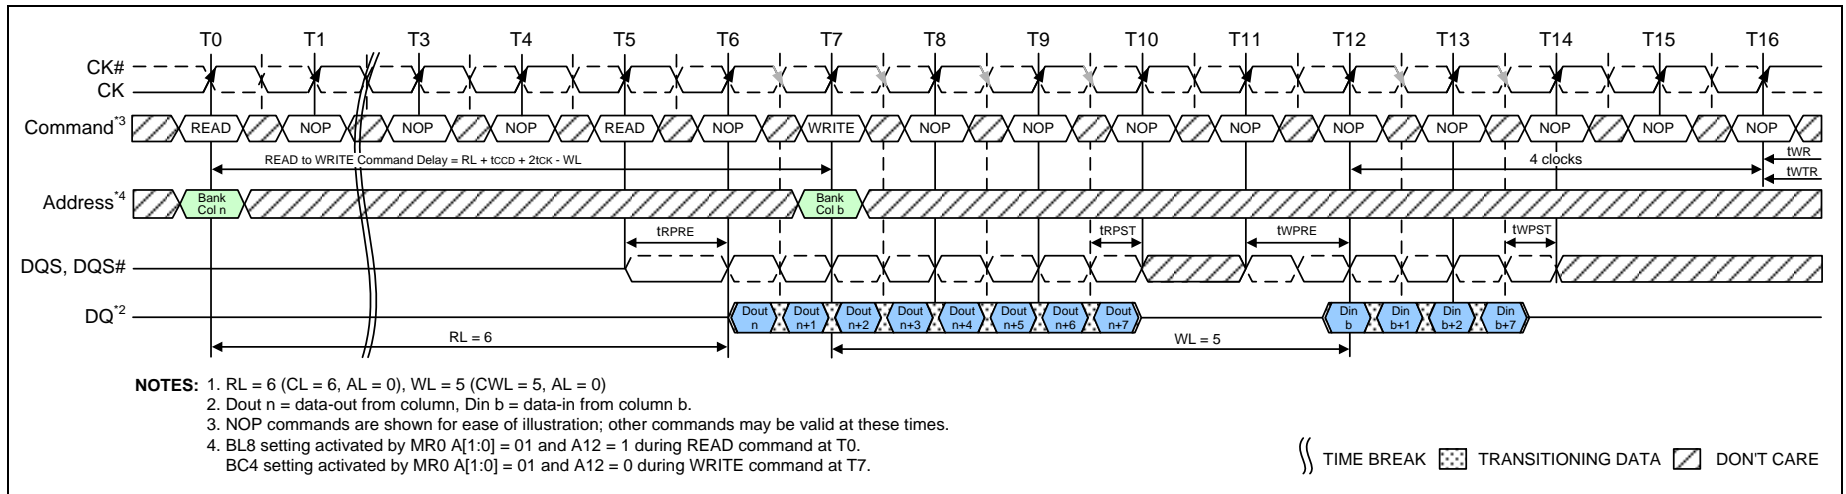 T0 T1 T3 T4 T5 T6 T7 T8 T9 T10 T11 T12 T13 T14 T15 T16
CK#
CK
Command*3 READ NOP NOP NOP READ NOP WRITE NOP NOP NOP NOP NOP NOP NOP NOP NOP
READ to WRITE Command Delay = RL + tCCD + 2tCK - WL 4 clocks tWR
tWTR
Address*4 Bank Col n Bank Col b
tRPRE tRPST tWPRE tWPST
DQS, DQS#
DQ*2 Dout n Dout n+1 Dout n+2 Dout n+3 Dout n+4 Dout n+5 Dout n+6 Dout n+7 Din b Din b+1 Din b+2 Din b+7
RL = 6 WL = 5
NOTES: 1. RL = 6 (CL = 6, AL = 0), WL = 5 (CWL = 5, AL = 0)
2. Dout n = data-out from column, Din b = data-in from column b.
3. NOP commands are shown for ease of illustration; other commands may be valid at these times.
4. BL8 setting activated by MR0 A[1:0] = 01 and A12 = 1 during READ command at T0.
BC4 setting activated by MR0 A[1:0] = 01 and A12 = 0 during WRITE command at T7.
TIME BREAK TRANSITIONING DATA DON'T CARE